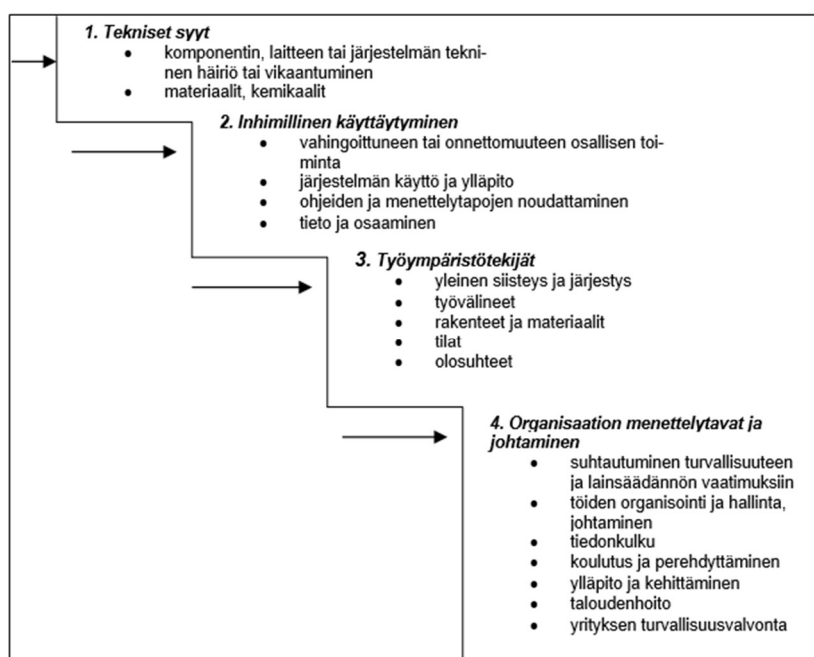 1. Tekniset syyt
• komponentin, laitteen tai järjestelmän tekni-
nen häiriö tai vikaantuminen
• materiaalit, kemikaalit
2. Inhimillinen käyttäytyminen
• vahingoittuneen tai onnettomuuteen osallisen toi-
minta
• järjestelmän käyttö ja ylläpito
• ohjeiden ja menettelytapojen noudattaminen
• tieto ja osaaminen
3. Työympäristötekijät
• yleinen siisteys ja järjestys
• työvälineet
• rakenteet ja materiaalit
• tilat
• olosuhteet
4. Organisaation menettelytavat ja
johtaminen
• suhtautuminen turvallisuuteen
ja lainsäädännön vaatimuksiin
• töiden organisointi ja hallinta,
johtaminen
• tiedonkulku
• koulutus ja perehdyttäminen
• ylläpito ja kehittäminen
• taloudenhoito
• yrityksen turvallisuusvalvonta